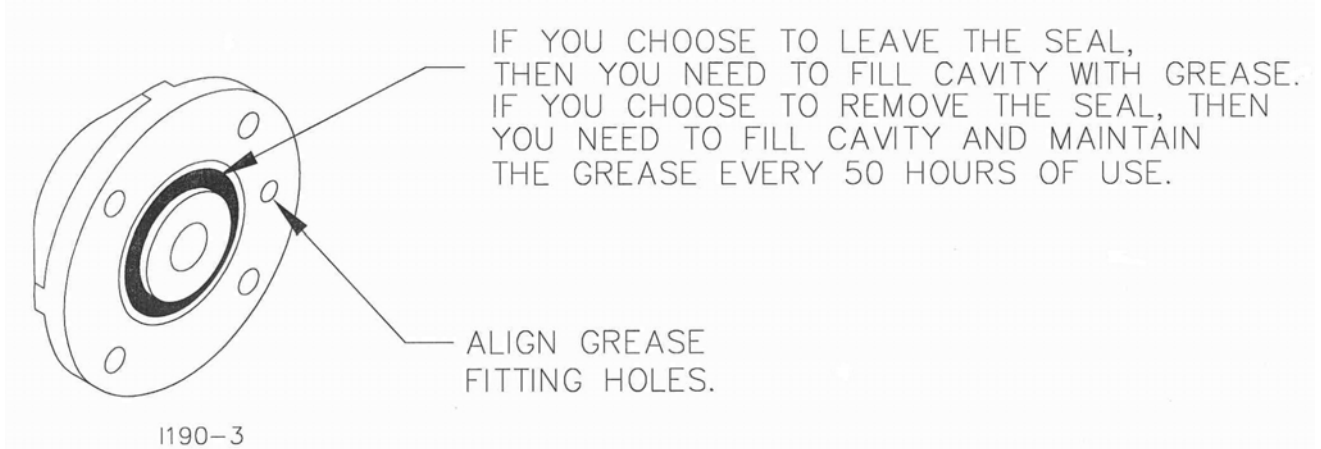 IF YOU CHOOSE TO LEAVE THE SEAL,
THEN YOU NEED TO FILL CAVITY WITH GREASE.
IF YOU CHOOSE TO REMOVE THE SEAL, THEN
YOU NEED TO FILL CAVITY AND MAINTAIN
THE GREASE EVERY 50 HOURS OF USE.
ALIGN GREASE
FITTING HOLES.
I190-3